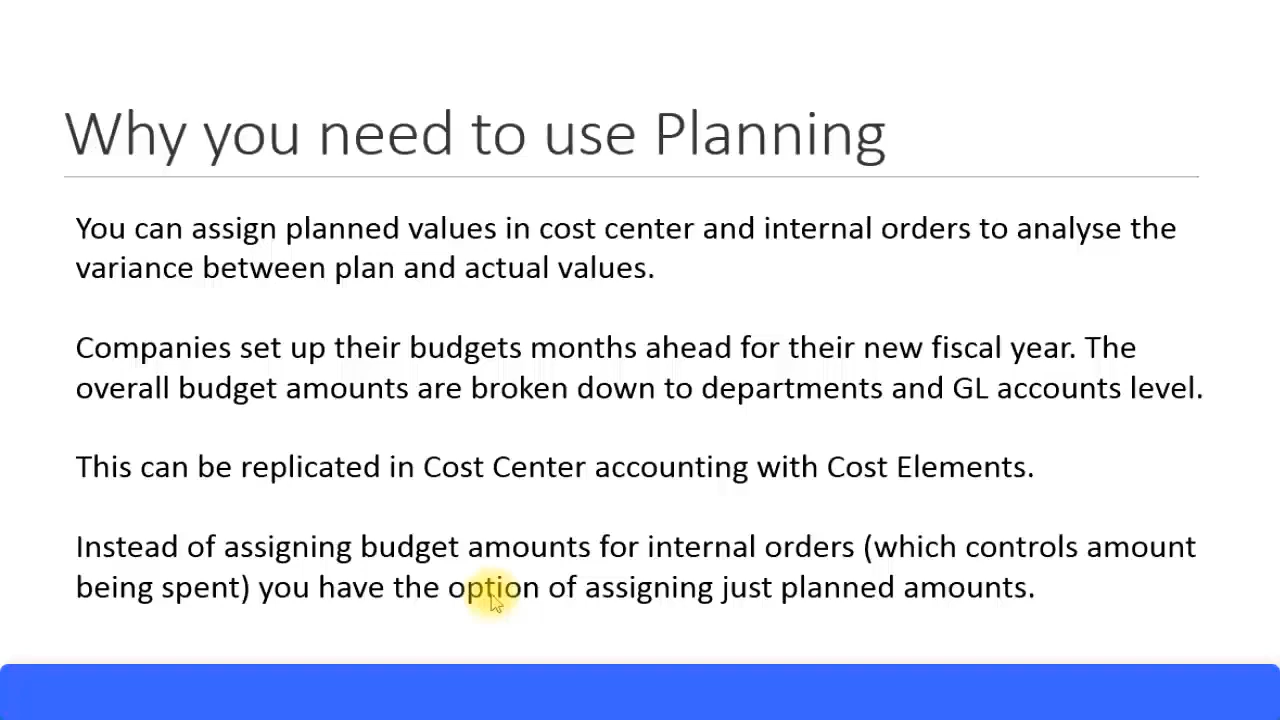 Why you need to use Planning
You can assign planned values in cost center and internal orders to analyse the
variance between plan and actual values.
Companies set up their budgets months ahead for their new fiscal year. The
overall budget amounts are broken down to departments and GL accounts level.
This can be replicated in Cost Center accounting with Cost Elements.
Instead of assigning budget amounts for internal orders (which controls amount
being spent) you have the option of assigning just planned amounts.